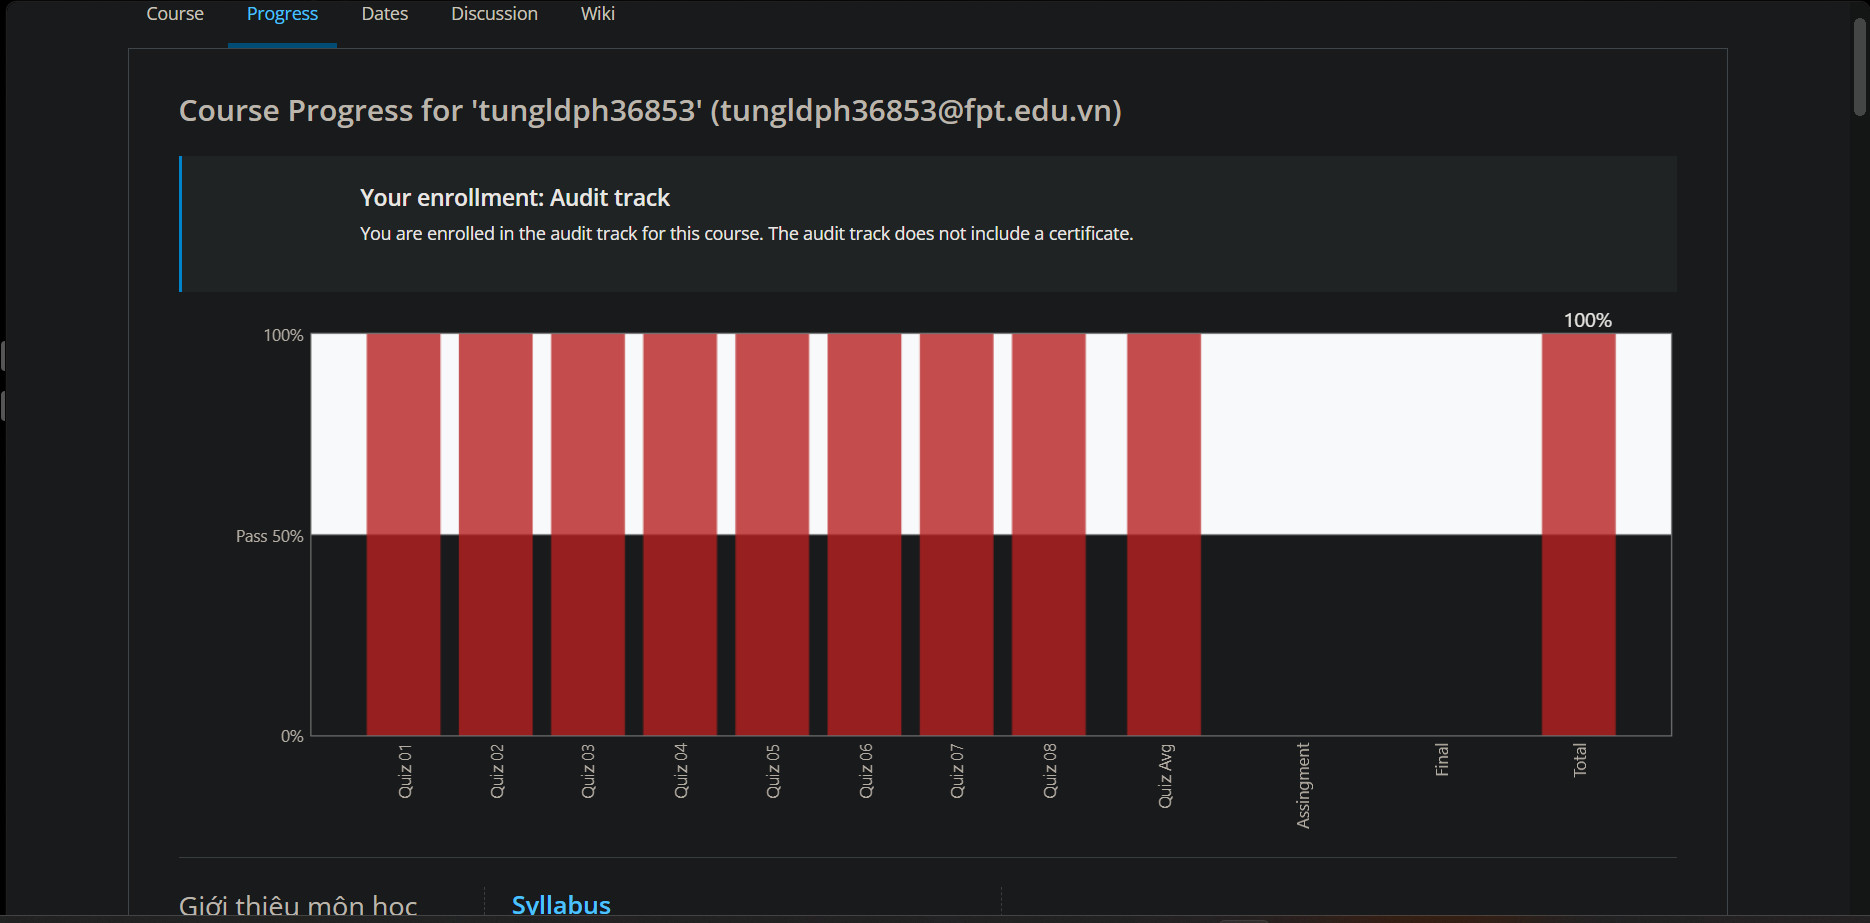 Course Progress Dates Discussion Wiki
Course Progress for 'tungldph36853' (tungldph36853@fpt.edu.vn)
Your enrollment: Audit track
You are enrolled in the audit track for this course. The audit track does not include a certificate.
100%
100%
Pass 50%
0%
Quiz 01
Quiz 02
Quiz 03
Quiz 04
Quiz 05
Quiz 06
Quiz 07
Quiz 08
Quiz Avg
Assingment
Final
Total
Giới thiệu môn học
Syllabus